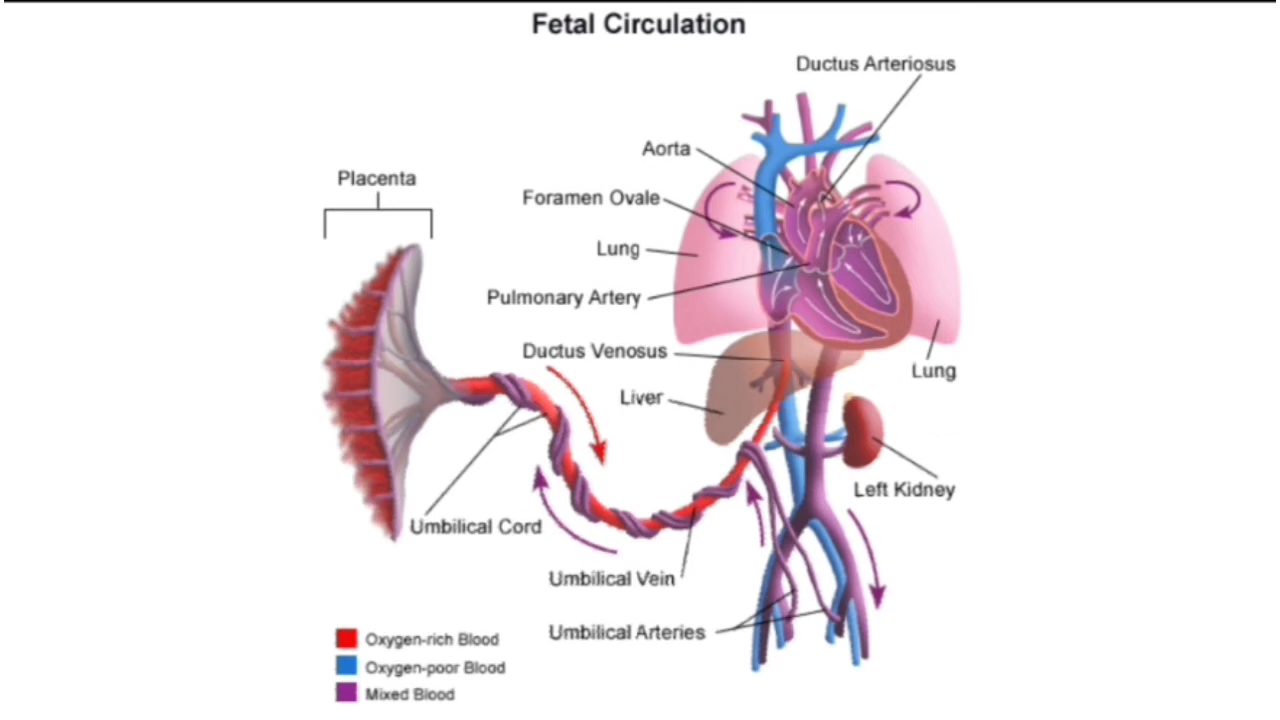 Fetal Circulation
Ductus Arteriosus
Aorta
Placenta
Foramen Ovale
Lung
Pulmonary Artery
Ductus Venosus
Lung
Liver
Left Kidney
Umbilical Cord
Umbilical Vein
Umbilical Arteries
Oxygen-rich Blood
Oxygen-poor Blood
Mixed Blood